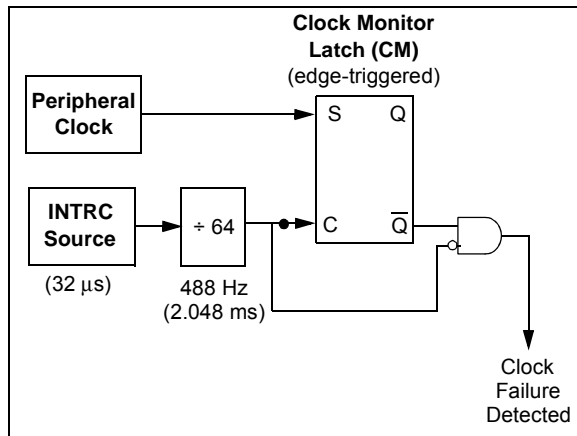 Clock Monitor
Latch (CM)
(edge-triggered)
Peripheral
Clock
S
Q
INTRC
Source
÷ 64
C
Q̅
(32 μs)
488 Hz
(2.048 ms)
Clock
Failure
Detected